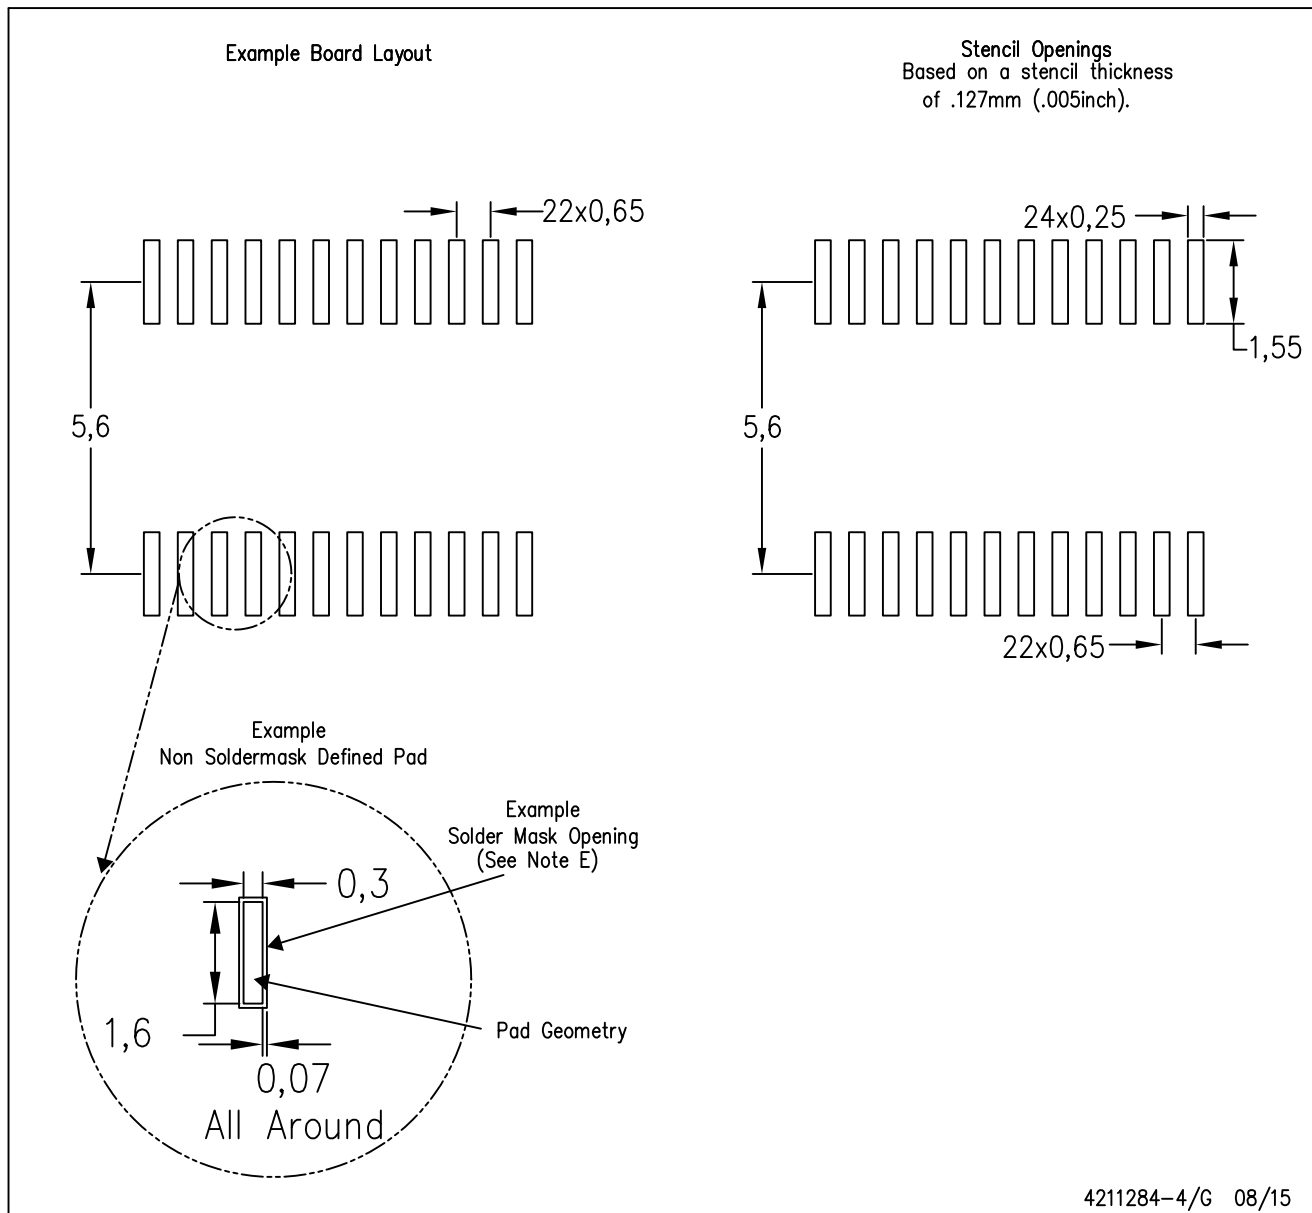 Example Board Layout
Stencil Openings
Based on a stencil thickness
of .127mm (.005inch).
22x0,65
24x0,25
1,55
5,6
5,6
22x0,65
Example
Non Soldermask Defined Pad
Example
Solder Mask Opening
(See Note E)
0,3
1,6
Pad Geometry
0,07
All Around
4211284-4/G 08/15